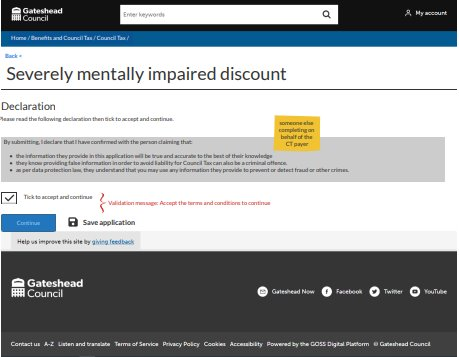 Gateshead
Council
Enter keywords
My account
Home / Benefits and Council Tax / Council Tax /
Back >
Severely mentally impaired discount
Declaration
Please read the following declaration then tick to accept and continue.
someone else
completing on
behalf of the
CT payer
By submitting, I declare that I have confirmed with the person claiming that:
• the information they provide in this application will be true and accurate to the best of their knowledge
• they know providing false information in order to avoid liability for Council Tax can also be a criminal offence.
• as per data protection law, they understand that you may use any information they provide to prevent or detect fraud or other crimes.
Tick to accept and continue
Validation message: Accept the terms and conditions to continue
Continue
Save application
Help us improve this site by giving feedback
Gateshead
Council
Gateshead Now
Facebook
Twitter
YouTube
Contact us A-Z Listen and translate Terms of Service Privacy Policy Cookies Accessibility Powered by the GOSS Digital Platform © Gateshead Council